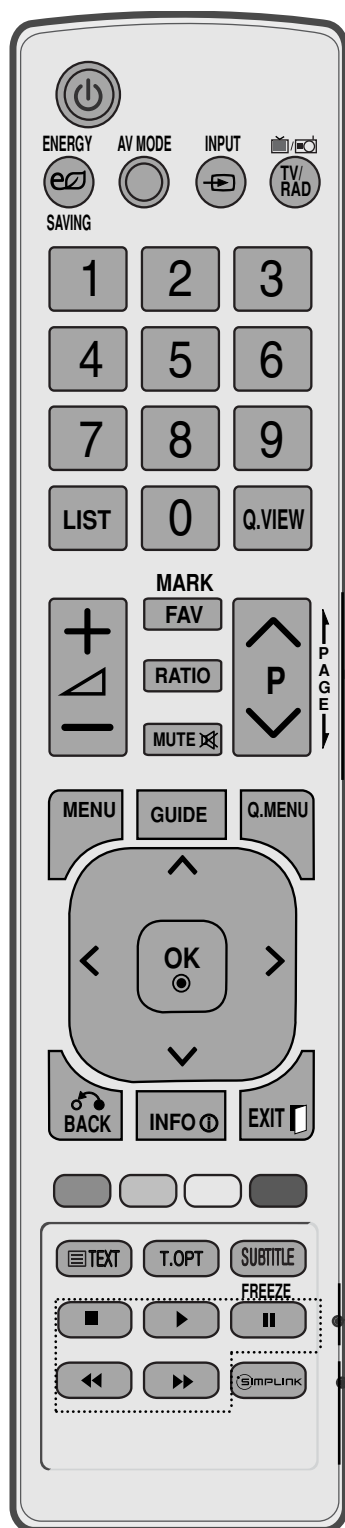 ENERGY AV MODE INPUT
TV/
RAD
SAVING
1 2 3
4 5 6
7 8 9
LIST 0 Q.VIEW
MARK
FAV
RATIO
P
PAGE
MUTE
MENU GUIDE Q.MENU
OK
BACK INFO EXIT
TEXT T.OPT SUBTITLE
FREEZE
SIMPLINK